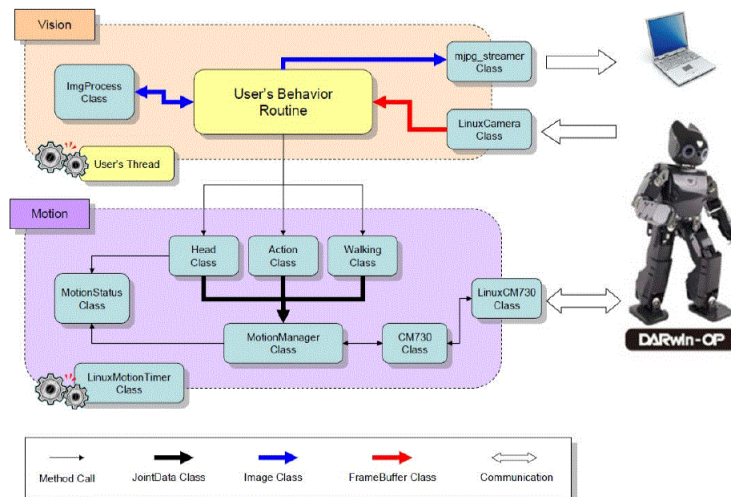 Vision
ImgProcess
Class
User's Behavior
Routine
mjpg_streamer
Class
LinuxCamera
Class
User's Thread
Motion
Head
Class
Action
Class
Walking
Class
MotionStatus
Class
MotionManager
Class
CM730
Class
LinuxCM730
Class
LinuxMotionTimer
Class
DARwIn-OP
Method Call
JointData Class
Image Class
FrameBuffer Class
Communication